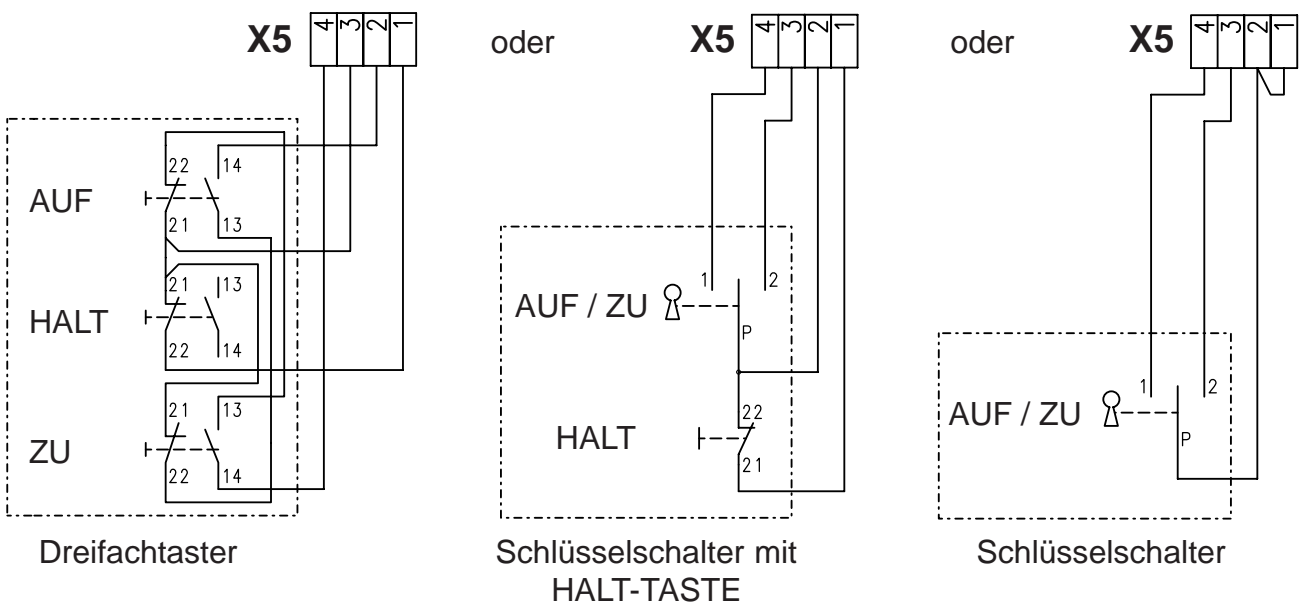 X5 4 3 2 1
22 14
AUF
21 13
21 13
HALT
22 14
21 13
ZU
22 14
Dreifachtaster
oder
X5 4 3 2 1
1 2
AUF / ZU
P
22
HALT
21
Schlüsselschalter mit
HALT-TASTE
oder
X5 4 3 2 1
1 2
AUF / ZU
P
Schlüsselschalter